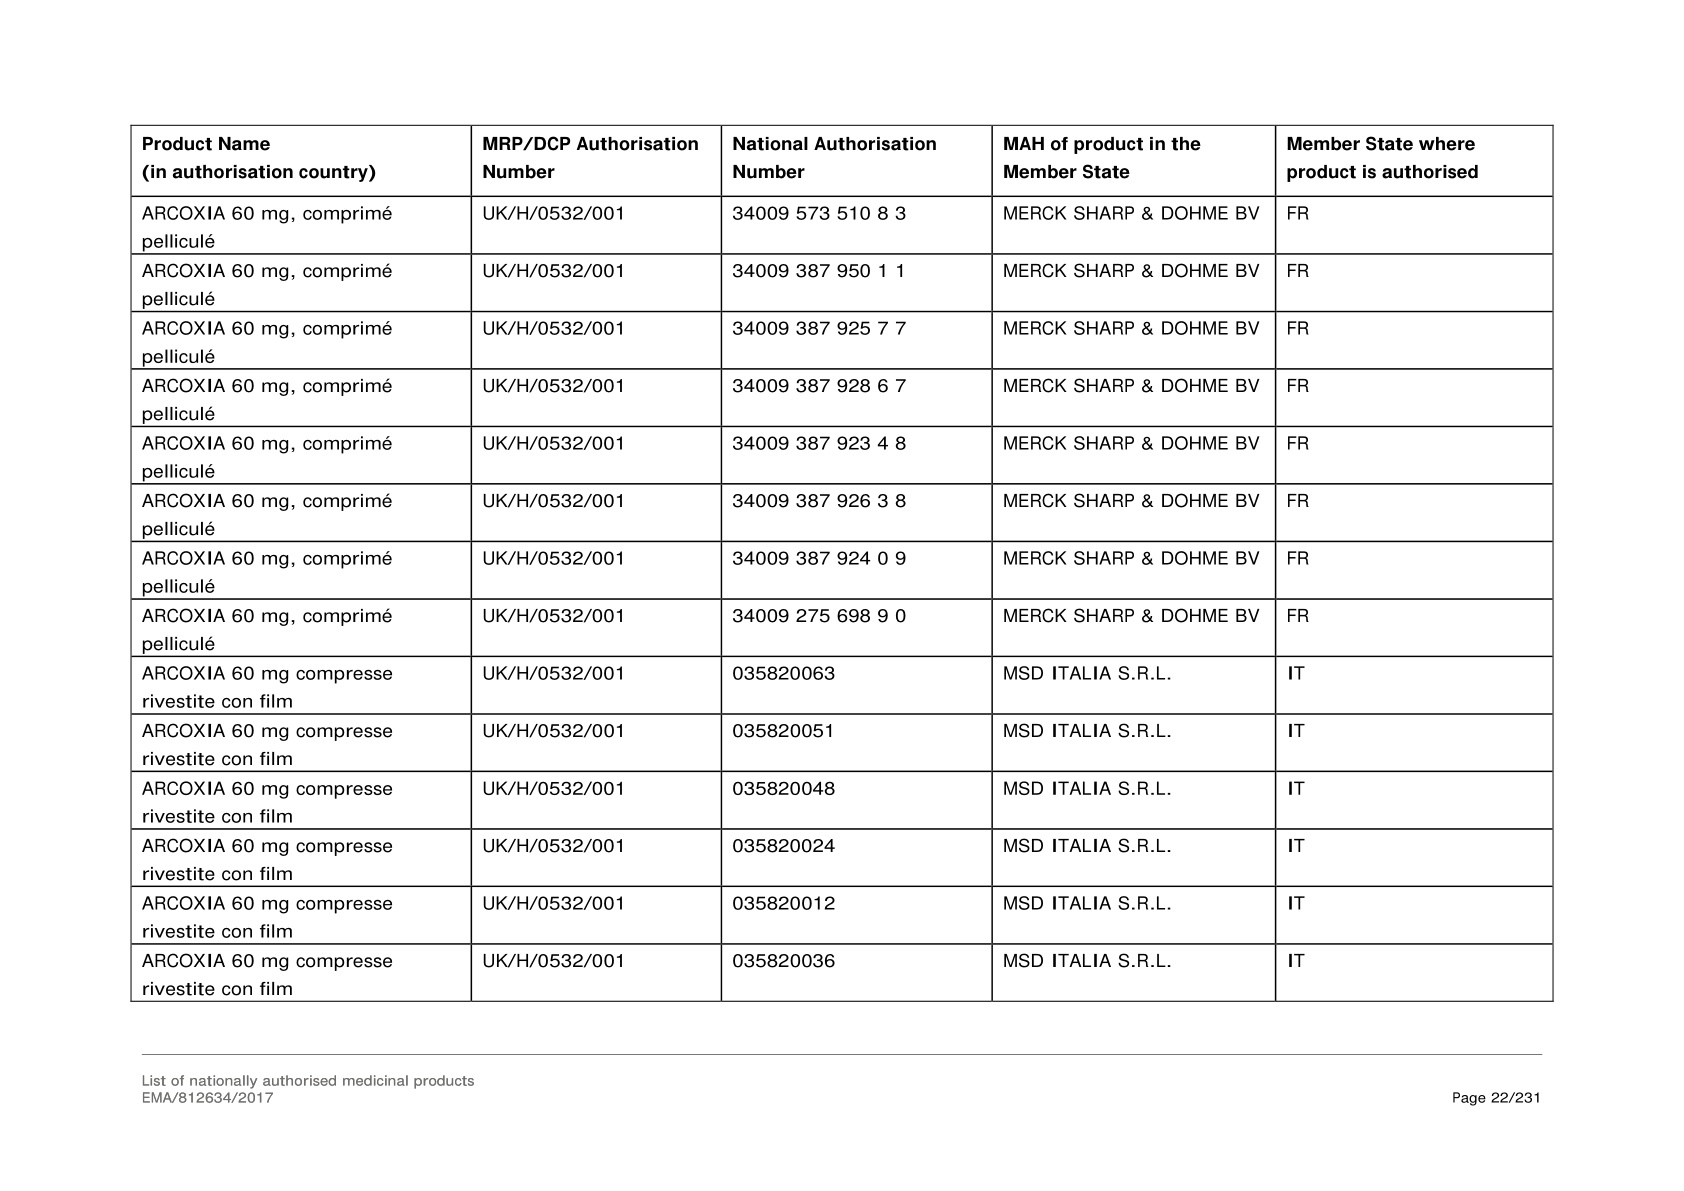 Product Name
(in authorisation country)
MRP/DCP Authorisation
Number
National Authorisation
Number
MAH of product in the
Member State
Member State where
product is authorised
ARCOXIA 60 mg, comprimé
pelliculé
UK/H/0532/001
34009 573 510 8 3
MERCK SHARP & DOHME BV
FR
ARCOXIA 60 mg, comprimé
pelliculé
UK/H/0532/001
34009 387 950 1 1
MERCK SHARP & DOHME BV
FR
ARCOXIA 60 mg, comprimé
pelliculé
UK/H/0532/001
34009 387 925 7 7
MERCK SHARP & DOHME BV
FR
ARCOXIA 60 mg, comprimé
pelliculé
UK/H/0532/001
34009 387 928 6 7
MERCK SHARP & DOHME BV
FR
ARCOXIA 60 mg, comprimé
pelliculé
UK/H/0532/001
34009 387 923 4 8
MERCK SHARP & DOHME BV
FR
ARCOXIA 60 mg, comprimé
pelliculé
UK/H/0532/001
34009 387 926 3 8
MERCK SHARP & DOHME BV
FR
ARCOXIA 60 mg, comprimé
pelliculé
UK/H/0532/001
34009 387 924 0 9
MERCK SHARP & DOHME BV
FR
ARCOXIA 60 mg, comprimé
pelliculé
UK/H/0532/001
34009 275 698 9 0
MERCK SHARP & DOHME BV
FR
ARCOXIA 60 mg compresse
rivestite con film
UK/H/0532/001
035820063
MSD ITALIA S.R.L.
IT
ARCOXIA 60 mg compresse
rivestite con film
UK/H/0532/001
035820051
MSD ITALIA S.R.L.
IT
ARCOXIA 60 mg compresse
rivestite con film
UK/H/0532/001
035820048
MSD ITALIA S.R.L.
IT
ARCOXIA 60 mg compresse
rivestite con film
UK/H/0532/001
035820024
MSD ITALIA S.R.L.
IT
ARCOXIA 60 mg compresse
rivestite con film
UK/H/0532/001
035820012
MSD ITALIA S.R.L.
IT
ARCOXIA 60 mg compresse
rivestite con film
UK/H/0532/001
035820036
MSD ITALIA S.R.L.
IT
List of nationally authorised medicinal products
EMA/812634/2017
Page 22/231